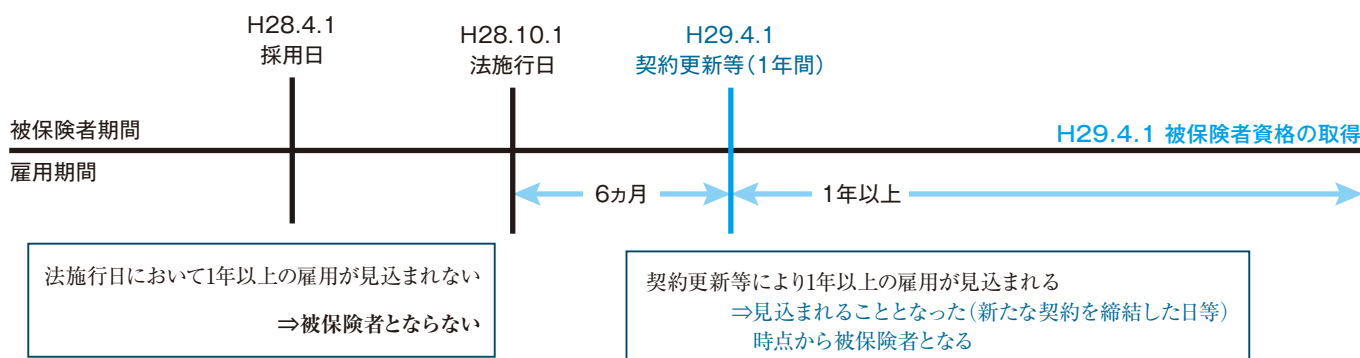 H28.4.1
採用日
H28.10.1
法施行日
H29.4.1
契約更新等(1年間)
被保険者期間
H29.4.1 被保険者資格の取得
雇用期間
6ヵ月
1年以上
法施行日において1年以上の雇用が見込まれない
⇒被保険者とならない
契約更新等により1年以上の雇用が見込まれる
⇒見込まれることとなった(新たな契約を締結した日等)
時点から被保険者となる